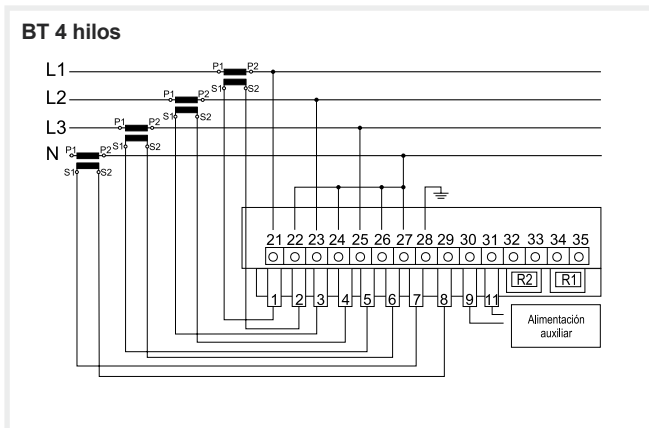 BT 4 hilos
L1 P1 P2
S1 S2
L2 P1 P2
S1 S2
L3 P1 P2
S1 S2
N P1 P2
S1 S2
21 22 23 24 25 26 27 28 29 30 31 32 33 34 35
R2 R1
1 2 3 4 5 6 7 8 9 11
Alimentación
auxiliar